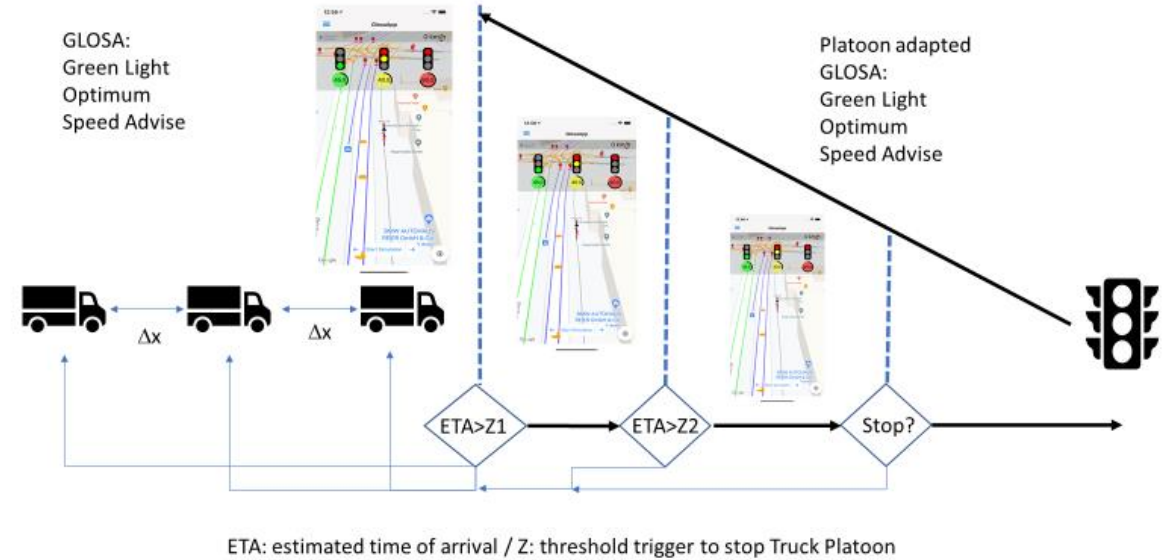 GLOSA:
Green Light
Optimum
Speed Advise
Platoon adapted
GLOSA:
Green Light
Optimum
Speed Advise
Δx
Δx
ETA>Z1
ETA>Z2
Stop?
ETA: estimated time of arrival / Z: threshold trigger to stop Truck Platoon